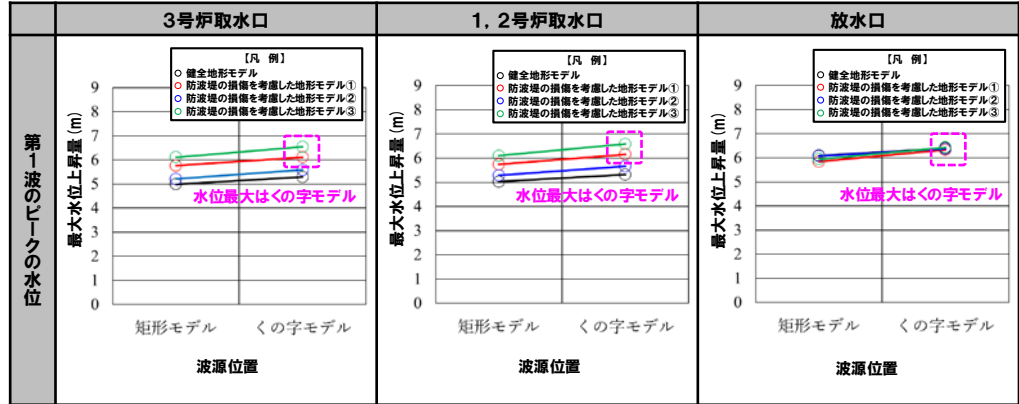 3号炉取水口
1，2号炉取水口
放水口
第1波のピークの水位
最大水位上昇量(m)
【凡 例】
健全地形モデル
防波堤の損傷を考慮した地形モデル①
防波堤の損傷を考慮した地形モデル②
防波堤の損傷を考慮した地形モデル③
9
8
7
6
5
4
3
2
1
0
水位最大はくの字モデル
矩形モデル くの字モデル
波源位置
最大水位上昇量(m)
【凡 例】
健全地形モデル
防波堤の損傷を考慮した地形モデル①
防波堤の損傷を考慮した地形モデル②
防波堤の損傷を考慮した地形モデル③
9
8
7
6
5
4
3
2
1
0
水位最大はくの字モデル
矩形モデル くの字モデル
波源位置
最大水位上昇量(m)
【凡 例】
健全地形モデル
防波堤の損傷を考慮した地形モデル①
防波堤の損傷を考慮した地形モデル②
防波堤の損傷を考慮した地形モデル③
9
8
7
6
5
4
3
2
1
0
水位最大はくの字モデル
矩形モデル くの字モデル
波源位置